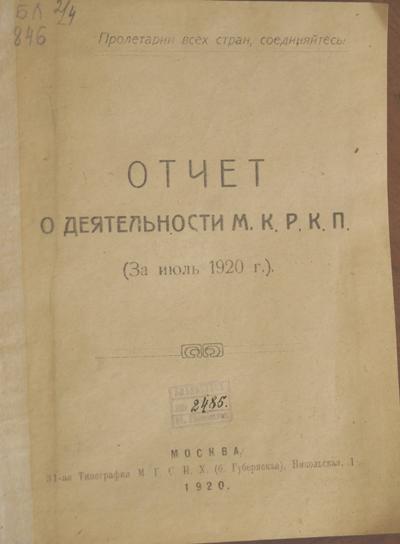 БЛ 2/4
846
Пролетарии всех стран, соединяйтесь!
ОТЧЕТ
О ДЕЯТЕЛЬНОСТИ М. К. Р. К. П.
(За июль 1920 г.).
2485.
МОСКВА,
31-ая Типография М. Г. С. Н. Х. (б. Губернская), Никольская, 1
1920.